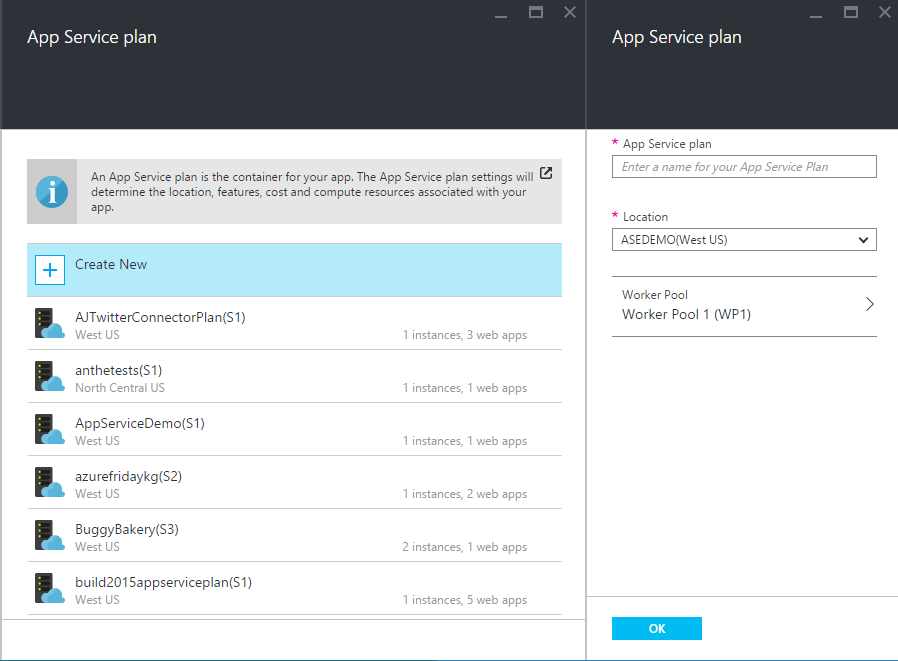 App Service plan
An App Service plan is the container for your app. The App Service plan settings will
determine the location, features, cost and compute resources associated with your
app.
Create New
AJTwitterConnectorPlan(S1)
West US
1 instances, 3 web apps
anthetests(S1)
North Central US
1 instances, 1 web apps
AppServiceDemo(S1)
West US
1 instances, 1 web apps
azurefridaykg(S2)
West US
1 instances, 2 web apps
BuggyBakery(S3)
West US
2 instances, 1 web apps
build2015appserviceplan(S1)
West US
1 instances, 5 web apps
App Service plan
* App Service plan
Enter a name for your App Service Plan
* Location
ASEDEMO(West US)
Worker Pool
Worker Pool 1 (WP1)
OK